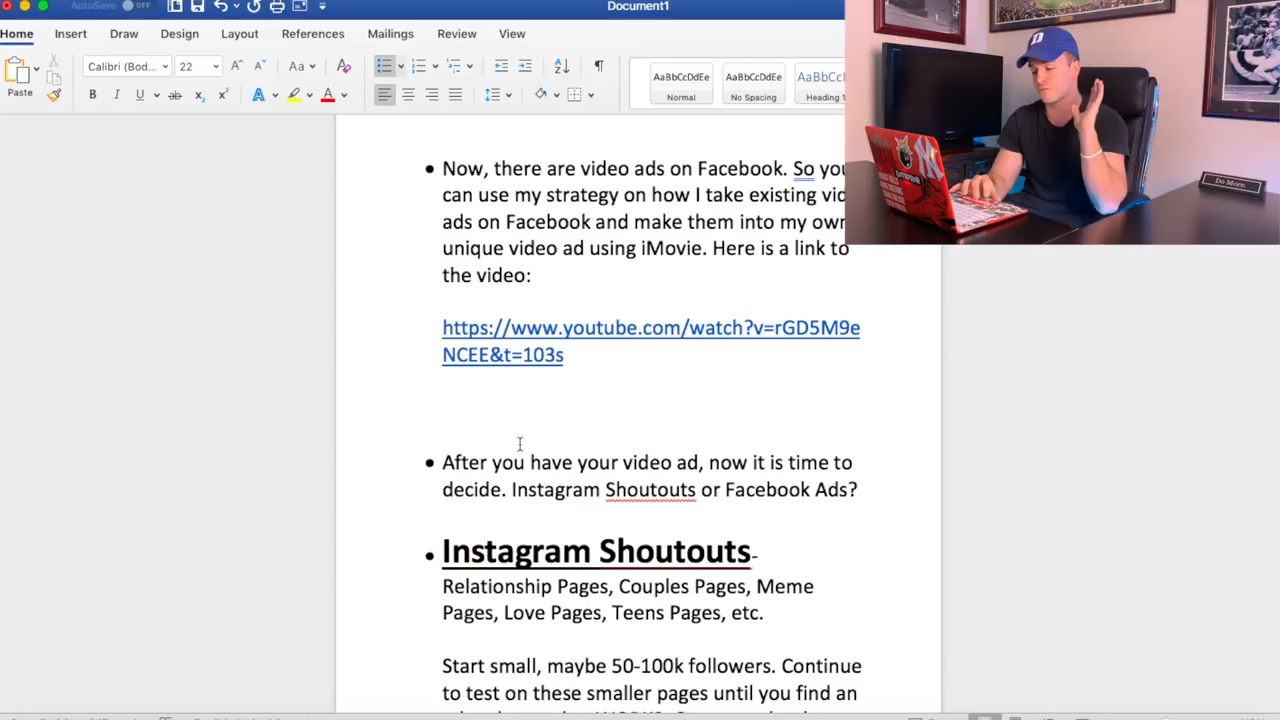 AutoSave OFF
Document1
Home Insert Draw Design Layout References Mailings Review View
Paste
Calibri (Bod... 22
AaBbCcDdEe AaBbCcDdEe AaBbCcD
Normal No Spacing Heading 1
Now, there are video ads on Facebook. So you
can use my strategy on how I take existing vid
ads on Facebook and make them into my own
unique video ad using iMovie. Here is a link to
the video:
https://www.youtube.com/watch?v=rGD5M9e
NCEE&t=103s
After you have your video ad, now it is time to
decide. Instagram Shoutouts or Facebook Ads?
Instagram Shoutouts-
Relationship Pages, Couples Pages, Meme
Pages, Love Pages, Teens Pages, etc.
Start small, maybe 50-100k followers. Continue
to test on these smaller pages until you find an
Do More.